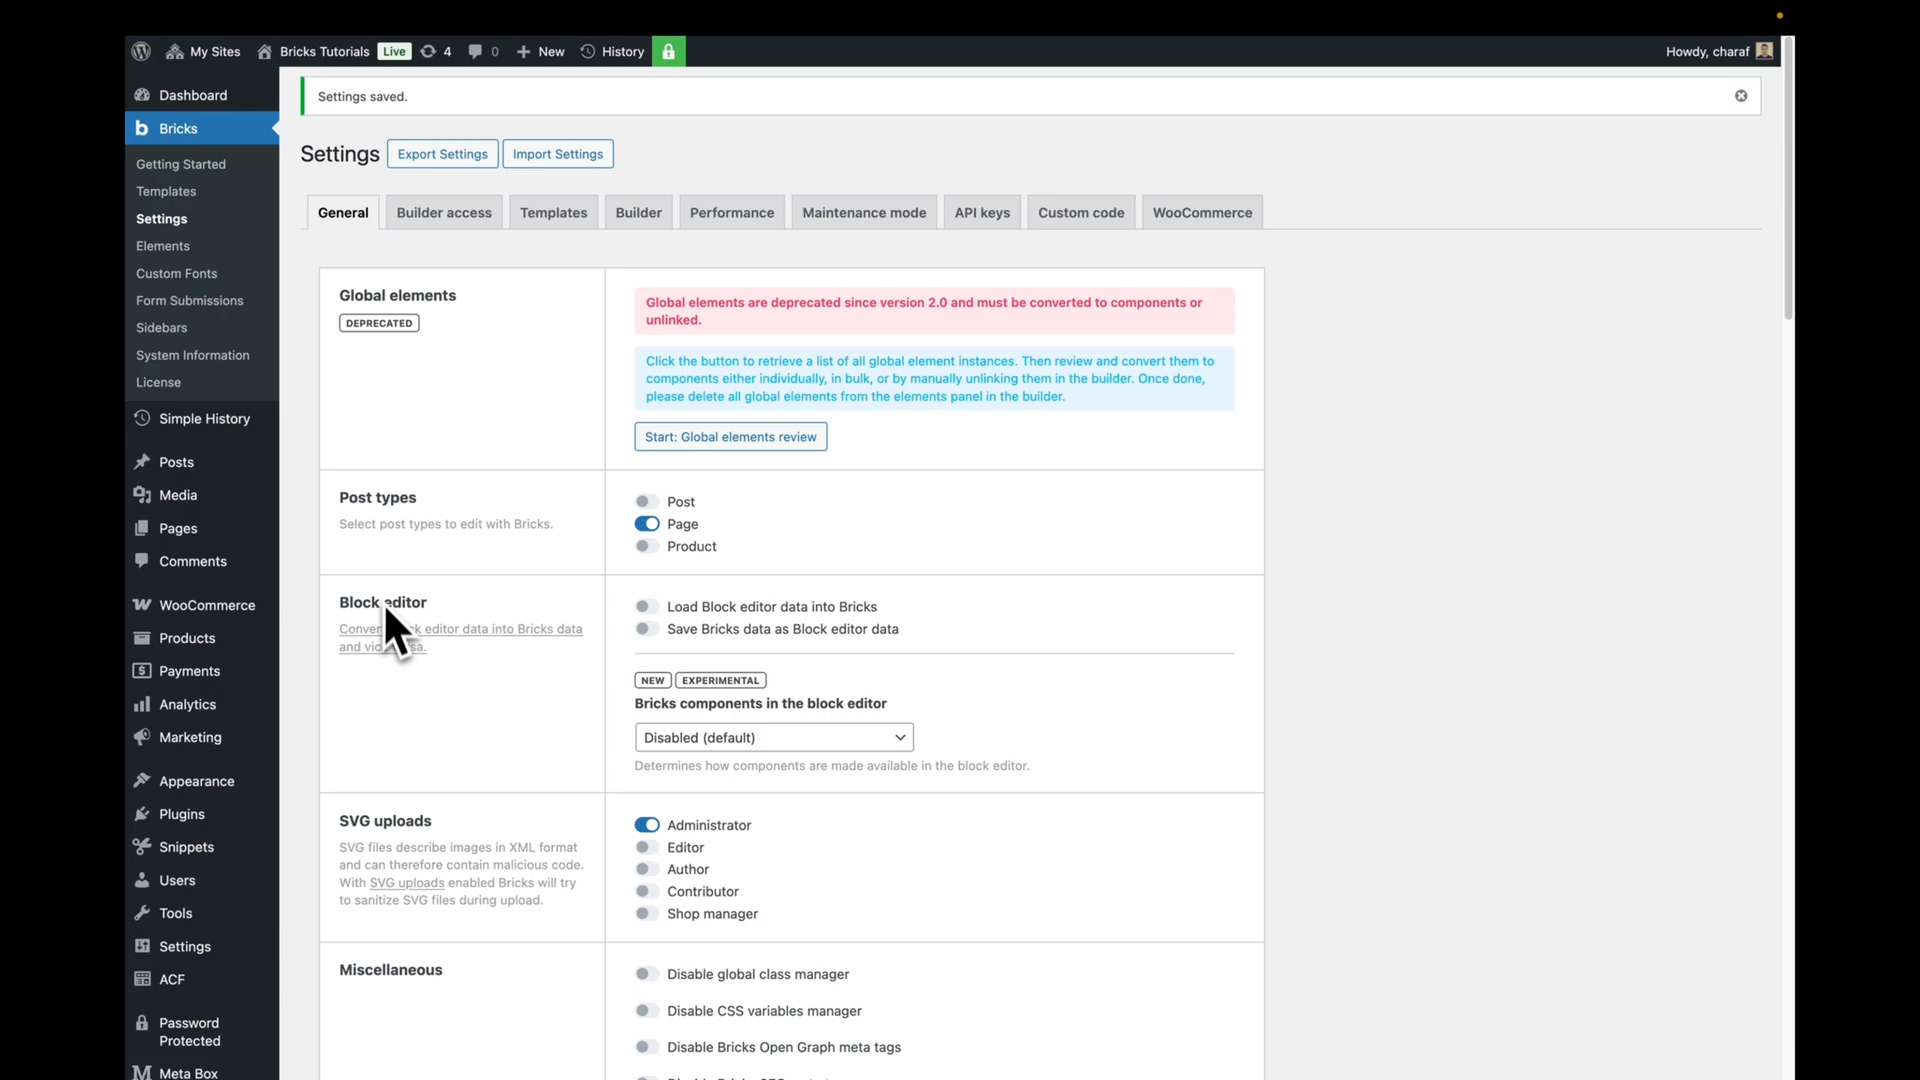 My Sites
Bricks Tutorials
Live
4
0
New
History
Howdy, charaf
Dashboard
Bricks
Getting Started
Templates
Settings
Elements
Custom Fonts
Form Submissions
Sidebars
System Information
License
Simple History
Posts
Media
Pages
Comments
WooCommerce
Products
Payments
Analytics
Marketing
Appearance
Plugins
Snippets
Users
Tools
Settings
ACF
Password
Protected
Meta Box
Settings saved.
Settings
Export Settings
Import Settings
General
Builder access
Templates
Builder
Performance
Maintenance mode
API keys
Custom code
WooCommerce
Global elements
DEPRECATED
Global elements are deprecated since version 2.0 and must be converted to components or
unlinked.
Click the button to retrieve a list of all global element instances. Then review and convert them to
components either individually, in bulk, or by manually unlinking them in the builder. Once done,
please delete all global elements from the elements panel in the builder.
Start: Global elements review
Post types
Select post types to edit with Bricks.
Post
Page
Product
Block editor
editor data into Bricks data
and
Load Block editor data into Bricks
Save Bricks data as Block editor data
NEW
EXPERIMENTAL
Bricks components in the block editor
Disabled (default)
Determines how components are made available in the block editor.
SVG uploads
SVG files describe images in XML format
and can therefore contain malicious code.
With SVG uploads enabled Bricks will try
to sanitize SVG files during upload.
Administrator
Editor
Author
Contributor
Shop manager
Miscellaneous
Disable global class manager
Disable CSS variables manager
Disable Bricks Open Graph meta tags